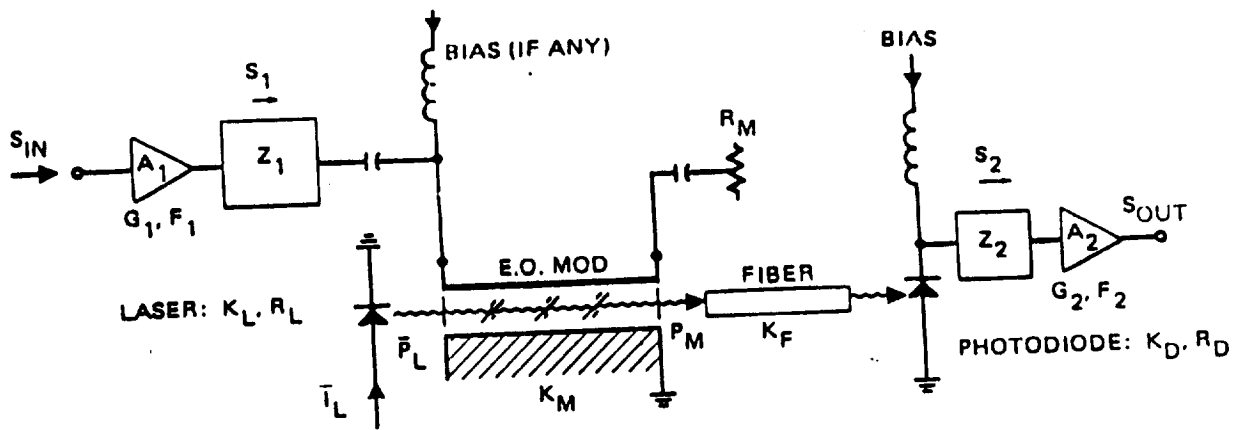 BIAS (IF ANY)
BIAS
S1
S2
RM
SIN
A1
Z1
G1, F1
SOUT
Z2
A2
G2, F2
E.O. MOD
FIBER
LASER: KL, RL
P̄L
PM
KF
PHOTODIODE: KD, RD
ĪL
KM